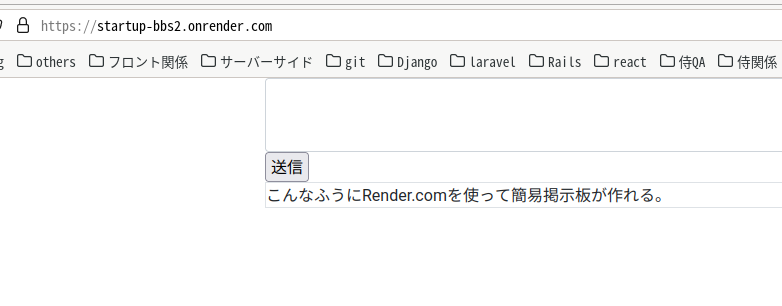 https://startup-bbs2.onrender.com
others フロント関係 サーバーサイド git Django laravel Rails react 侍QA 侍関係
送信
こんなふうにRender.comを使って簡易掲示板が作れる。